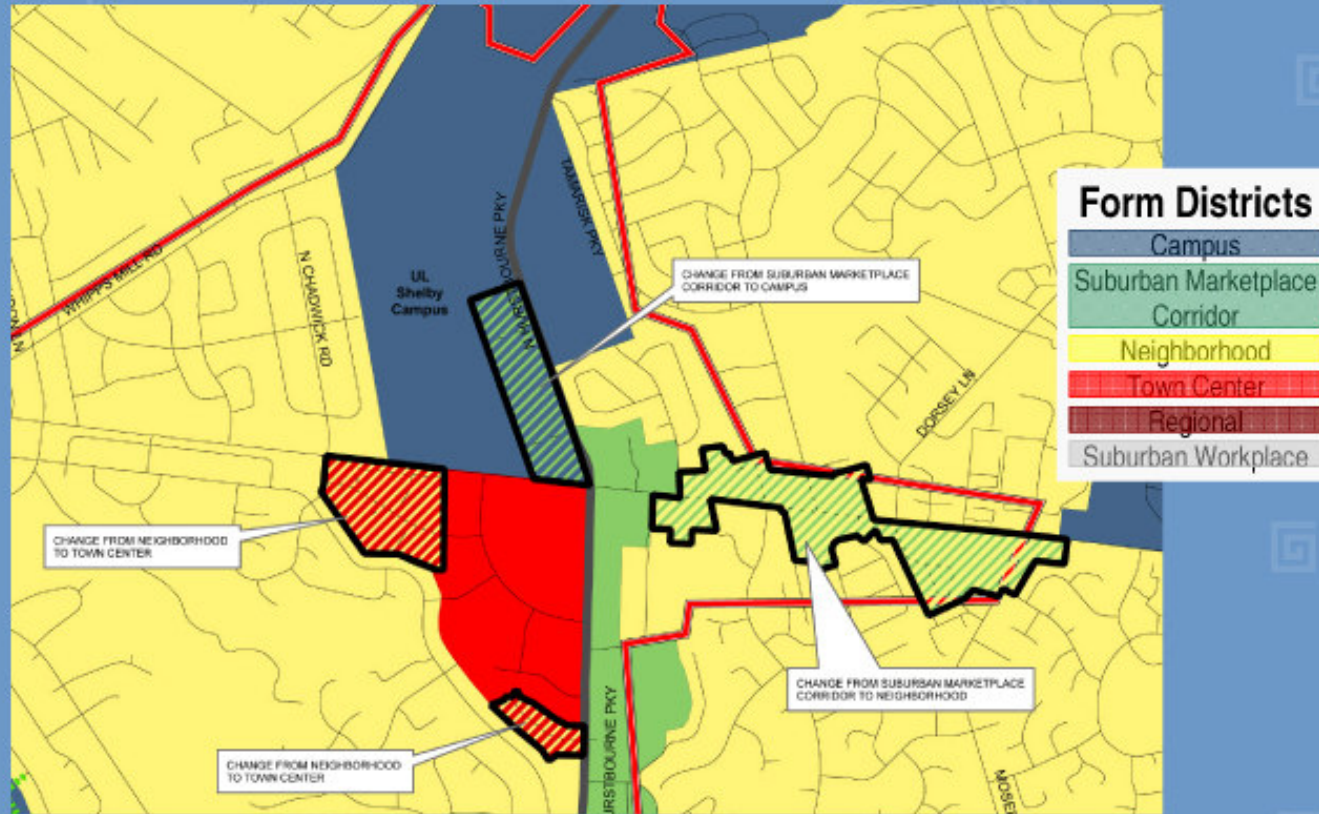 Form Districts
Campus
Suburban Marketplace
Corridor
Neighborhood
Town Center
Regional
Suburban Workplace
WHIPPS MILL RD
N CHADWICK RD
UL
Shelby
Campus
TAMARISK PKY
CHANGE FROM SUBURBAN MARKETPLACE
CORRIDOR TO CAMPUS
DORSEY LN
CHANGE FROM NEIGHBORHOOD
TO TOWN CENTER
CHANGE FROM SUBURBAN MARKETPLACE
CORRIDOR TO NEIGHBORHOOD
CHANGE FROM NEIGHBORHOOD
TO TOWN CENTER
URSTBOURNE PKY